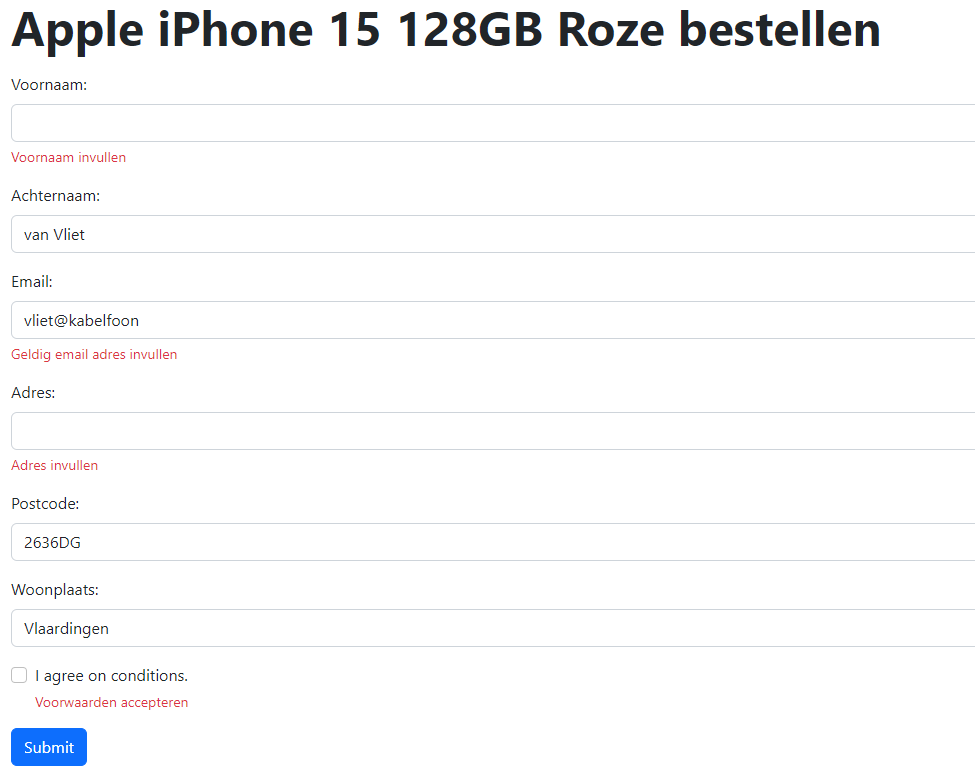 Apple iPhone 15 128GB Roze bestellen
Voornaam:
Voornaam invullen
Achternaam:
van Vliet
Email:
vliet@kabelfoon
Geldig email adres invullen
Adres:
Adres invullen
Postcode:
2636DG
Woonplaats:
Vlaardingen
I agree on conditions.
Voorwaarden accepteren
Submit